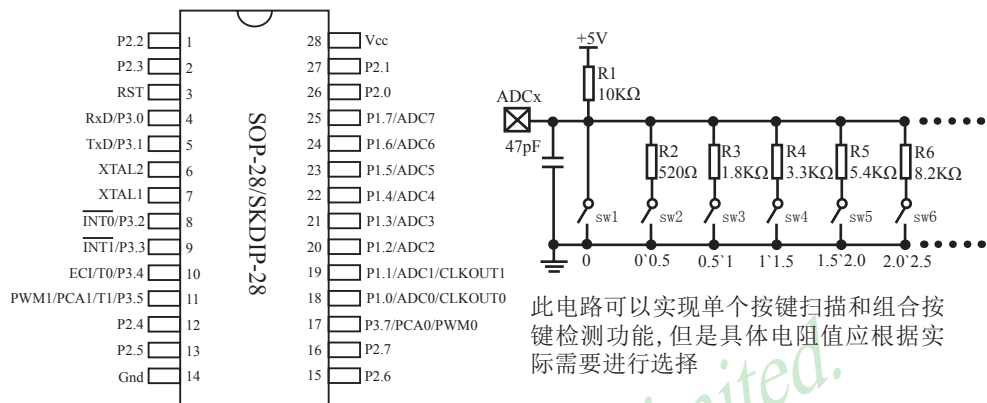 P2.2 1
P2.3 2
RST 3
RxD/P3.0 4
TxD/P3.1 5
XTAL2 6
XTAL1 7
INT0/P3.2 8
INT1/P3.3 9
ECI/T0/P3.4 10
PWM1/PCA1/T1/P3.5 11
P2.4 12
P2.5 13
Gnd 14
SOP-28/SKDIP-28
28 Vcc
27 P2.1
26 P2.0
25 P1.7/ADC7
24 P1.6/ADC6
23 P1.5/ADC5
22 P1.4/ADC4
21 P1.3/ADC3
20 P1.2/ADC2
19 P1.1/ADC1/CLKOUT1
18 P1.0/ADC0/CLKOUT0
17 P3.7/PCA0/PWM0
16 P2.7
15 P2.6
+5V
R1
10KΩ
ADCx
47pF
R2
520Ω
R3
1.8KΩ
R4
3.3KΩ
R5
5.4KΩ
R6
8.2KΩ
sw1 sw2 sw3 sw4 sw5 sw6
0 0`0.5 0.5`1 1`1.5 1.5`2.0 2.0`2.5
此电路可以实现单个按键扫描和组合按
键检测功能,但是具体电阻值应根据实
际需要进行选择